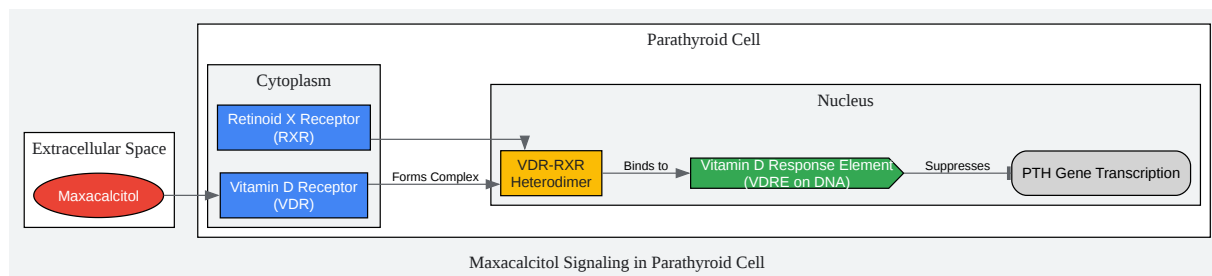 Parathyroid Cell
Cytoplasm
Retinoid X Receptor
(RXR)
Nucleus
Extracellular Space
Maxacalcitol
Vitamin D Receptor
(VDR)
Forms Complex
VDR-RXR
Heterodimer
Binds to
Vitamin D Response Element
(VDRE on DNA)
Suppresses
PTH Gene Transcription
Maxacalcitol Signaling in Parathyroid Cell